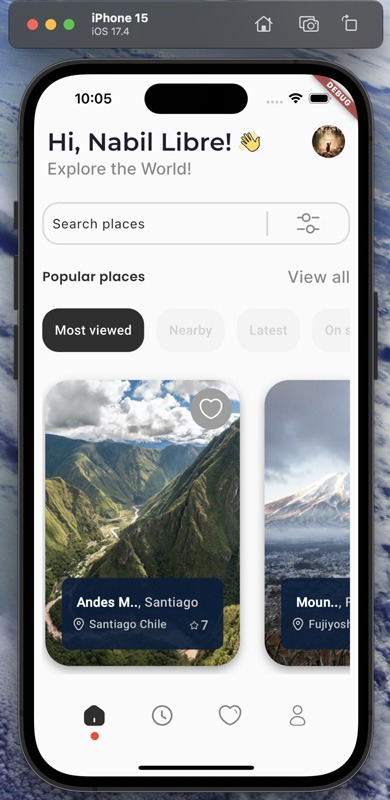 iPhone 15
iOS 17.4
10:05
DEBUG
Hi, Nabil Libre! 👋
Explore the World!
Search places
Popular places
View all
Most viewed
Nearby
Latest
On s
Andes M.., Santiago
Santiago Chile
7
Moun.., F
Fujiyosh